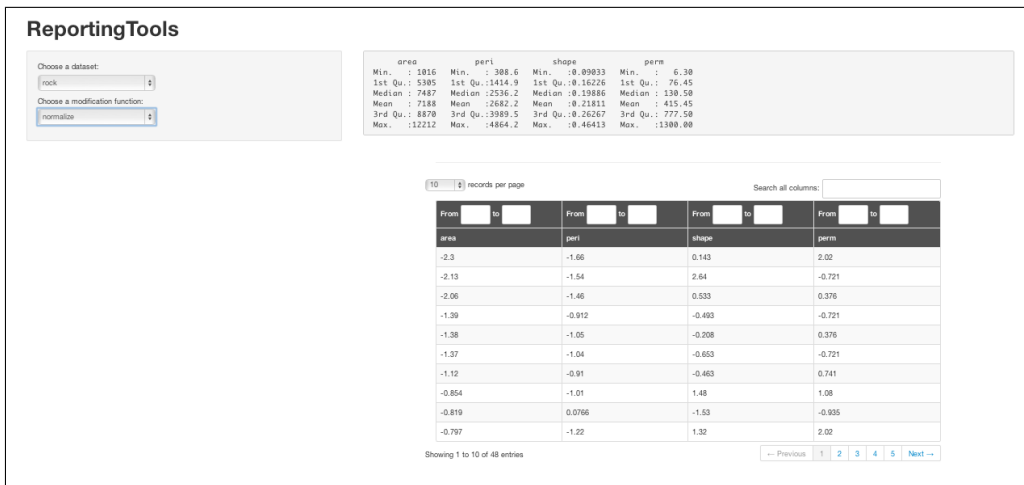 ReportingTools
Choose a dataset:
rock
Choose a modification function:
normalize
area peri shape perm
Min. : 1016 Min. : 308.6 Min. :0.09033 Min. : 6.30
1st Qu.: 5305 1st Qu.:1414.9 1st Qu.:0.16226 1st Qu.: 76.45
Median : 7487 Median :2536.2 Median :0.19886 Median : 130.50
Mean : 7188 Mean :2682.2 Mean :0.21811 Mean : 415.45
3rd Qu.: 8870 3rd Qu.:3989.5 3rd Qu.:0.26267 3rd Qu.: 777.50
Max. :12212 Max. :4864.2 Max. :0.46413 Max. :1300.00
10 records per page Search all columns:
From to From to From to From to
area peri shape perm
-2.3 -1.66 0.143 2.02
-2.13 -1.54 2.64 -0.721
-2.06 -1.46 0.533 0.376
-1.39 -0.912 -0.493 -0.721
-1.38 -1.05 -0.208 0.376
-1.37 -1.04 -0.653 -0.721
-1.12 -0.91 -0.463 0.741
-0.854 -1.01 1.48 1.08
-0.819 0.0766 -1.53 -0.935
-0.797 -1.22 1.32 2.02
Showing 1 to 10 of 48 entries ← Previous 1 2 3 4 5 Next →